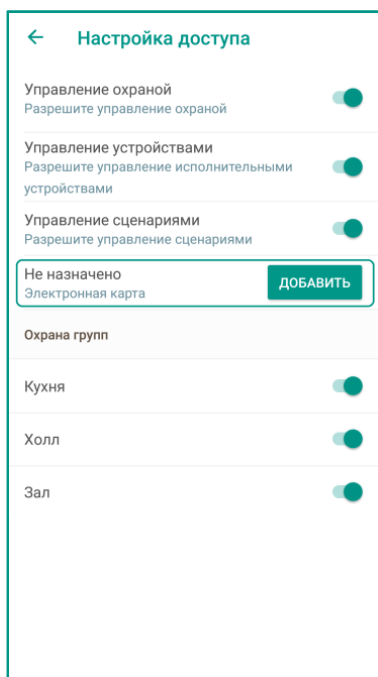 Настройка доступа
Управление охраной
Разрешите управление охраной
Управление устройствами
Разрешите управление исполнительными
устройствами
Управление сценариями
Разрешите управление сценариями
Не назначено
Электронная карта
ДОБАВИТЬ
Охрана групп
Кухня
Холл
Зал